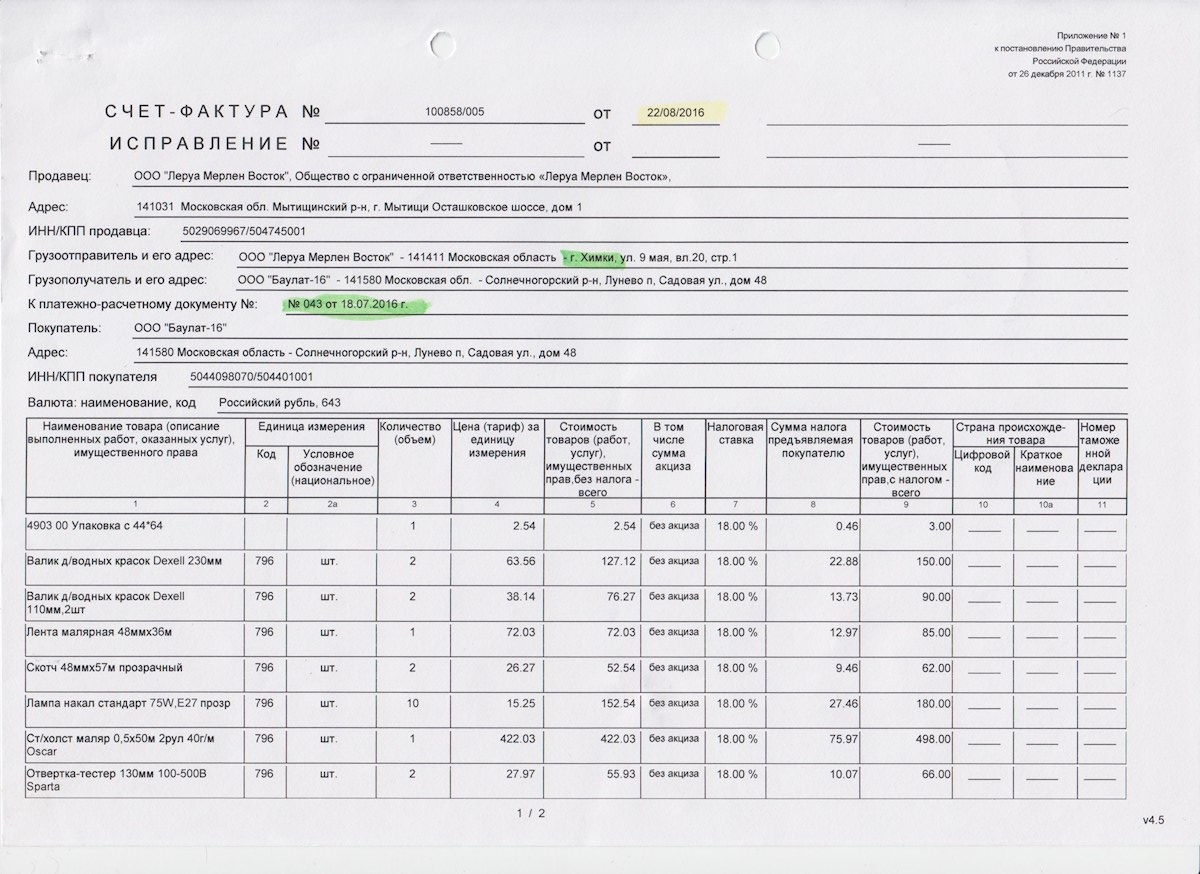 Приложение № 1
к постановлению Правительства
Российской Федерации
от 26 декабря 2011 г. № 1137
СЧЕТ-ФАКТУРА № 100858/005 от 22/08/2016
ИСПРАВЛЕНИЕ № —— от ——
Продавец: ООО "Леруа Мерлен Восток", Общество с ограниченной ответственностью «Леруа Мерлен Восток»,
Адрес: 141031 Московская обл. Мытищинский р-н, г. Мытищи Осташковское шоссе, дом 1
ИНН/КПП продавца: 5029069967/504745001
Грузоотправитель и его адрес: ООО "Леруа Мерлен Восток" - 141411 Московская область - г. Химки, ул. 9 мая, вл.20, стр.1
Грузополучатель и его адрес: ООО "Баулат-16" - 141580 Московская обл. - Солнечногорский р-н, Лунево п, Садовая ул., дом 48
К платежно-расчетному документу №: № 043 от 18.07.2016 г.
Покупатель: ООО "Баулат-16"
Адрес: 141580 Московская область - Солнечногорский р-н, Лунево п, Садовая ул., дом 48
ИНН/КПП покупателя 5044098070/504401001
Валюта: наименование, код Российский рубль, 643
Наименование товара (описание
выполненных работ, оказанных услуг),
имущественного права
Единица измерения
Код
Условное
обозначение
(национальное)
Количество
(объем)
Цена (тариф) за
единицу
измерения
Стоимость
товаров (работ,
услуг),
имущественных
прав,без налога -
всего
В том
числе
сумма
акциза
Налоговая
ставка
Сумма налога
предъявляемая
покупателю
Стоимость
товаров (работ,
услуг),
имущественных
прав,с налогом -
всего
Страна происхожде-
ния товара
Цифровой
код
Краткое
наименова
ние
Номер
таможе
нной
деклара
ции
1 2 2а 3 4 5 6 7 8 9 10 10а 11
4903 00 Упаковка с 44*64 1 2.54 2.54 без акциза 18.00 % 0.46 3.00 —— —— ——
Валик д/водных красок Dexell 230мм 796 шт. 2 63.56 127.12 без акциза 18.00 % 22.88 150.00 —— —— ——
Валик д/водных красок Dexell 796 шт. 2 38.14 76.27 без акциза 18.00 % 13.73 90.00 —— —— ——
110мм,2шт
Лента малярная 48ммх36м 796 шт. 1 72.03 72.03 без акциза 18.00 % 12.97 85.00 —— —— ——
Скотч 48ммх57м прозрачный 796 шт. 2 26.27 52.54 без акциза 18.00 % 9.46 62.00 —— —— ——
Лампа накал стандарт 75W,E27 прозр 796 шт. 10 15.25 152.54 без акциза 18.00 % 27.46 180.00 —— —— ——
Ст/холст маляр 0,5х50м 2рул 40г/м 796 шт. 1 422.03 422.03 без акциза 18.00 % 75.97 498.00 —— —— ——
Oscar
Отвертка-тестер 130мм 100-500В 796 шт. 2 27.97 55.93 без акциза 18.00 % 10.07 66.00 —— —— ——
Sparta
1 / 2
v4.5